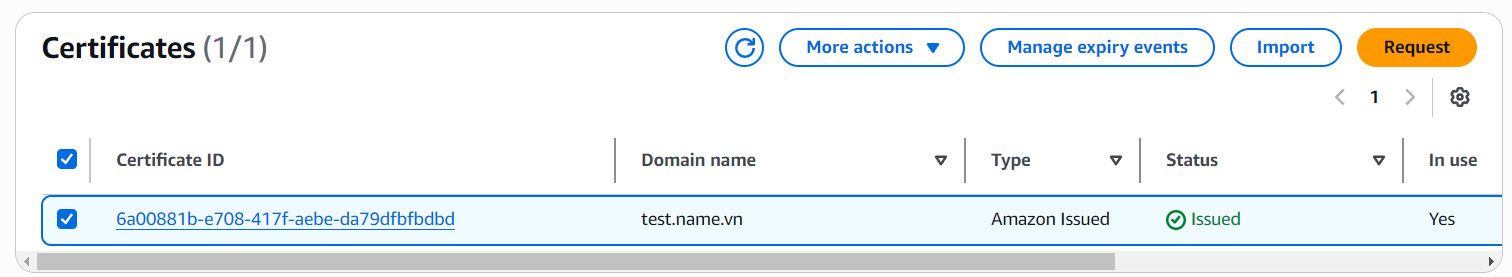 Certificates (1/1)
More actions
Manage expiry events
Import
Request
1
Certificate ID
Domain name
Type
Status
In use
6a00881b-e708-417f-aebe-da79dfbfbdbd
test.name.vn
Amazon Issued
Issued
Yes